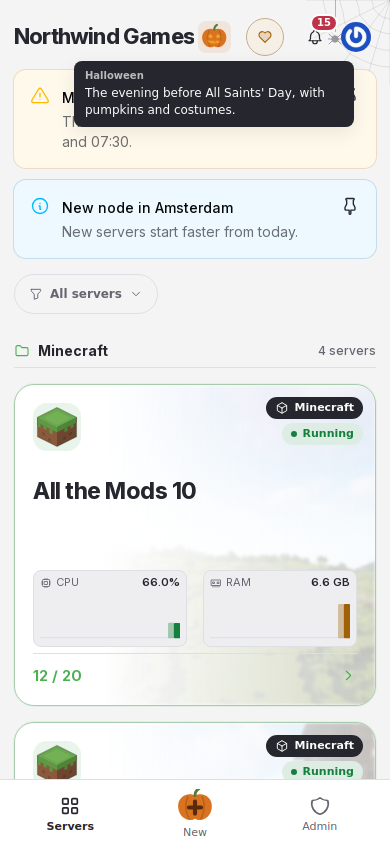 Northwind Games
15
Halloween
The evening before All Saints' Day, with
pumpkins and costumes.
and 07:30.
New node in Amsterdam
New servers start faster from today.
All servers
Minecraft
4 servers
Minecraft
Running
All the Mods 10
CPU
66.0%
RAM
6.6 GB
12 / 20
Minecraft
Running
Servers
New
Admin